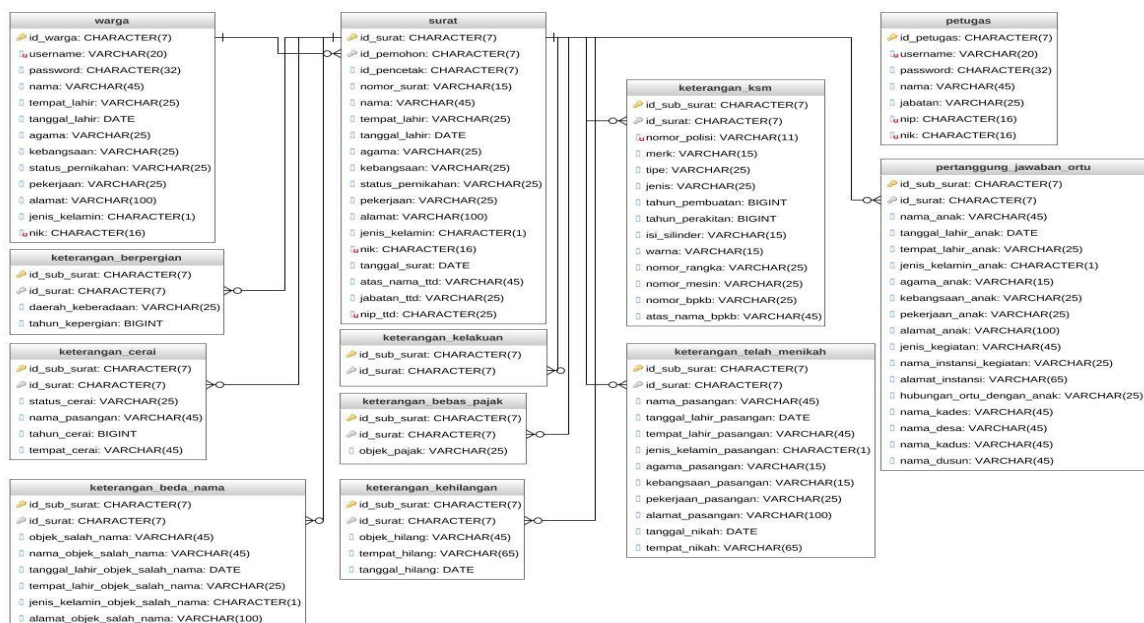 warga
id_warga: CHARACTER(7)
username: VARCHAR(20)
password: CHARACTER(32)
nama: VARCHAR(45)
tempat_lahir: VARCHAR(25)
tanggal_lahir: DATE
agama: VARCHAR(25)
kebangsaan: VARCHAR(25)
status_pernikahan: VARCHAR(25)
pekerjaan: VARCHAR(25)
alamat: VARCHAR(100)
jenis_kelamin: CHARACTER(1)
nik: CHARACTER(16)
keterangan_berpergian
id_sub_surat: CHARACTER(7)
id_surat: CHARACTER(7)
daerah_keberadaan: VARCHAR(25)
tahun_kepergian: BIGINT
keterangan_cerai
id_sub_surat: CHARACTER(7)
id_surat: CHARACTER(7)
status_cerai: VARCHAR(25)
nama_pasangan: VARCHAR(45)
tahun_cerai: BIGINT
tempat_cerai: VARCHAR(45)
keterangan_beda_nama
id_sub_surat: CHARACTER(7)
id_surat: CHARACTER(7)
objek_salah_nama: VARCHAR(45)
nama_objek_salah_nama: VARCHAR(45)
tanggal_lahir_objek_salah_nama: DATE
tempat_lahir_objek_salah_nama: VARCHAR(25)
jenis_kelamin_objek_salah_nama: CHARACTER(1)
alamat_objek_salah_nama: VARCHAR(100)
surat
id_surat: CHARACTER(7)
id_pemohon: CHARACTER(7)
id_pencetak: CHARACTER(7)
nomor_surat: VARCHAR(15)
nama: VARCHAR(45)
tempat_lahir: VARCHAR(25)
tanggal_lahir: DATE
agama: VARCHAR(25)
kebangsaan: VARCHAR(25)
status_pernikahan: VARCHAR(25)
pekerjaan: VARCHAR(25)
alamat: VARCHAR(100)
jenis_kelamin: CHARACTER(1)
nik: CHARACTER(16)
tanggal_surat: DATE
atas_nama_ttd: VARCHAR(45)
jabatan_ttd: VARCHAR(25)
nip_ttd: CHARACTER(25)
keterangan_kelakuan
id_sub_surat: CHARACTER(7)
id_surat: CHARACTER(7)
keterangan_bebas_pajak
id_sub_surat: CHARACTER(7)
id_surat: CHARACTER(7)
objek_pajak: VARCHAR(25)
keterangan_kehilangan
id_sub_surat: CHARACTER(7)
id_surat: CHARACTER(7)
objek_hilang: VARCHAR(45)
tempat_hilang: VARCHAR(65)
tanggal_hilang: DATE
keterangan_ksm
id_sub_surat: CHARACTER(7)
id_surat: CHARACTER(7)
nomor_polisi: VARCHAR(11)
merk: VARCHAR(15)
tipe: VARCHAR(25)
jenis: VARCHAR(25)
tahun_pembuatan: BIGINT
tahun_perakitan: BIGINT
isi_silinder: VARCHAR(15)
warna: VARCHAR(15)
nomor_rangka: VARCHAR(25)
nomor_mesin: VARCHAR(25)
nomor_bpkb: VARCHAR(25)
atas_nama_bpkb: VARCHAR(45)
keterangan_telah_menikah
id_sub_surat: CHARACTER(7)
id_surat: CHARACTER(7)
nama_pasangan: VARCHAR(45)
tanggal_lahir_pasangan: DATE
tempat_lahir_pasangan: VARCHAR(45)
jenis_kelamin_pasangan: CHARACTER(1)
agama_pasangan: VARCHAR(15)
kebangsaan_pasangan: VARCHAR(15)
pekerjaan_pasangan: VARCHAR(25)
alamat_pasangan: VARCHAR(100)
tanggal_nikah: DATE
tempat_nikah: VARCHAR(65)
petugas
id_petugas: CHARACTER(7)
username: VARCHAR(20)
password: CHARACTER(32)
nama: VARCHAR(45)
jabatan: VARCHAR(25)
nip: CHARACTER(16)
nik: CHARACTER(16)
pertanggung_jawaban_ortu
id_sub_surat: CHARACTER(7)
id_surat: CHARACTER(7)
nama_anak: VARCHAR(45)
tanggal_lahir_anak: DATE
tempat_lahir_anak: VARCHAR(25)
jenis_kelamin_anak: CHARACTER(1)
agama_anak: VARCHAR(15)
kebangsaan_anak: VARCHAR(25)
pekerjaan_anak: VARCHAR(25)
alamat_anak: VARCHAR(100)
jenis_kegiatan: VARCHAR(45)
nama_instansi_kegiatan: VARCHAR(25)
alamat_instansi: VARCHAR(65)
hubungan_ortu_dengan_anak: VARCHAR(25)
nama_kades: VARCHAR(45)
nama_desa: VARCHAR(45)
nama_kadus: VARCHAR(45)
nama_dusun: VARCHAR(45)